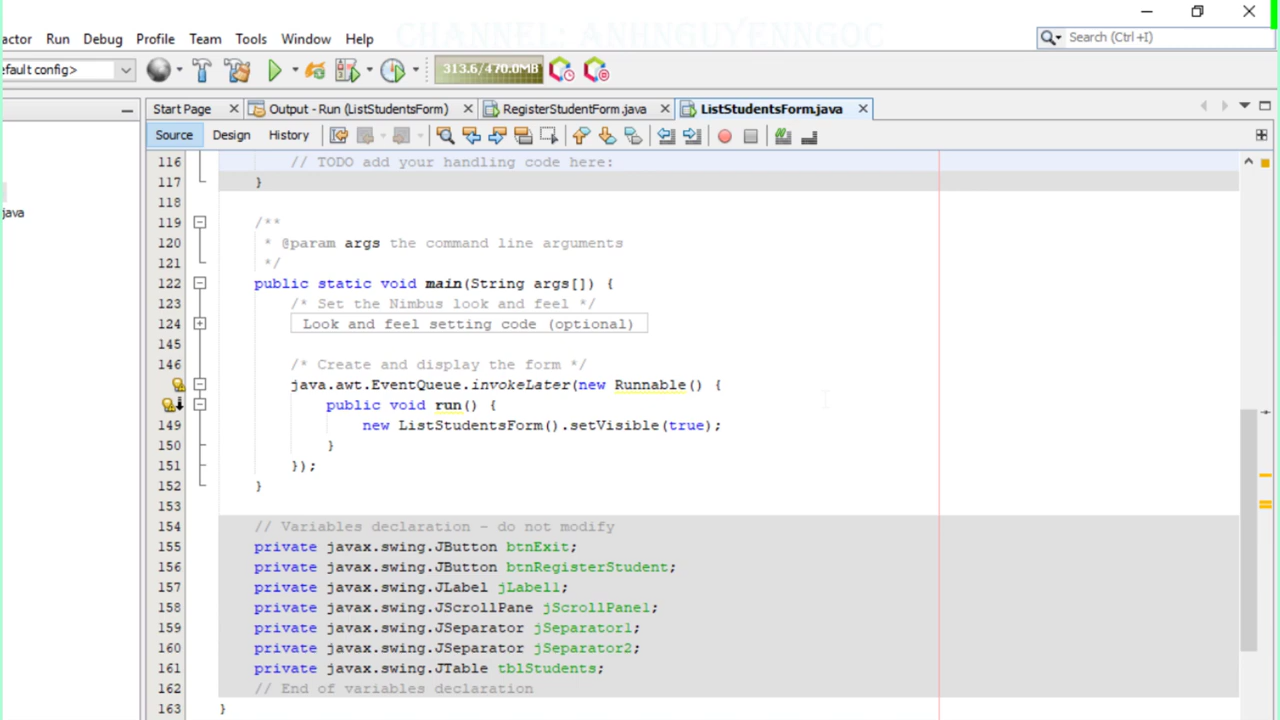 CHANNEL: ANHNGUYENNGOC
actor Run Debug Profile Team Tools Window Help
Search (Ctrl +I)
efault config>
313.6/470.0MB
Start Page
Output - Run (ListStudentsForm)
RegisterStudentForm.java
ListStudentsForm.java
Source Design History
java
116 // TODO add your handling code here:
117 }
118
119 /**
120 * @param args the command line arguments
121 */
122 public static void main(String args[]) {
123 /* Set the Nimbus look and feel */
124 Look and feel setting code (optional)
145
146 /* Create and display the form */
java.awt.EventQueue.invokeLater(new Runnable() {
public void run() {
149 new ListStudentsForm().setVisible(true);
150 }
151 });
152 }
153
154 // Variables declaration - do not modify
155 private javax.swing.JButton btnExit;
156 private javax.swing.JButton btnRegisterStudent;
157 private javax.swing.JLabel jLabel1;
158 private javax.swing.JScrollPane jScrollPane1;
159 private javax.swing.JSeparator jSeparator1;
160 private javax.swing.JSeparator jSeparator2;
161 private javax.swing.JTable tblStudents;
162 // End of variables declaration
163 }